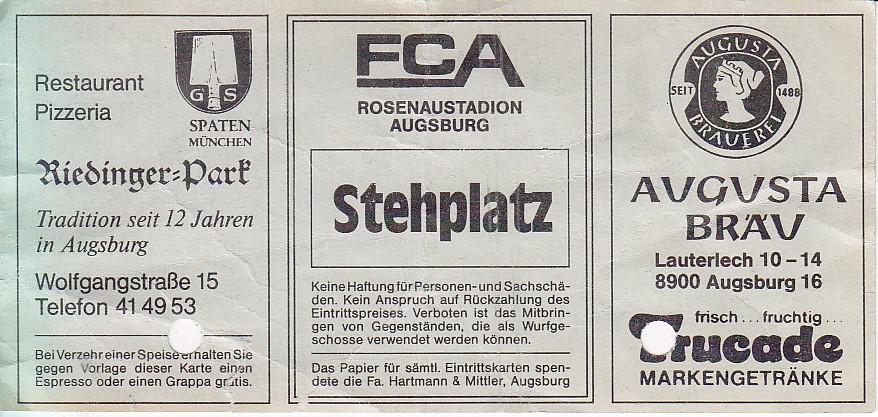 Restaurant
Pizzeria
G S
SPATEN
MÜNCHEN
Riedinger-Park
Tradition seit 12 Jahren
in Augsburg
Wolfgangstraße 15
Telefon 41 49 53
Bei Verzehr einer Speise erhalten Sie
gegen Vorlage dieser Karte einen
Espresso oder einen Grappa gratis.
FCA
ROSENAUSTADION
AUGSBURG
Stehplatz
Keine Haftung für Personen- und Sachschä-
den. Kein Anspruch auf Rückzahlung des
Eintrittspreises. Verboten ist das Mitbrin-
gen von Gegenständen, die als Wurfge-
schosse verwendet werden können.
Das Papier für sämtl. Eintrittskarten spen-
dete die Fa. Hartmann & Mittler, Augsburg
AUGUSTA
SEIT 1488
BRAUEREI
AUGUSTA
BRÄU
Lauterlech 10 – 14
8900 Augsburg 16
frisch ... fruchtig ...
Trucade
MARKENGETRÄNKE